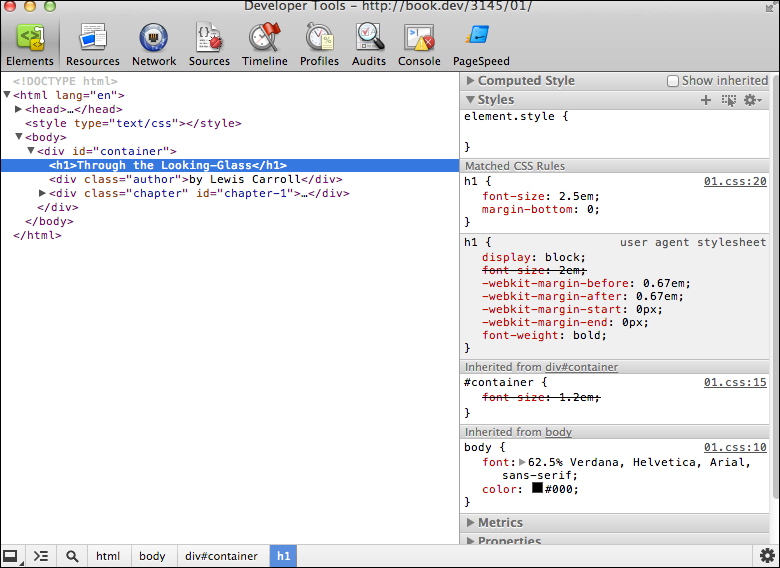 Developer Tools - http://book.dev/3145/01/
Elements Resources Network Sources Timeline Profiles Audits Console PageSpeed
<!DOCTYPE html>
<html lang="en">
<head>…</head>
<style type="text/css"></style>
<body>
<div id="container">
<h1>Through the Looking-Glass</h1>
<div class="author">by Lewis Carroll</div>
<div class="chapter" id="chapter-1">…</div>
</div>
</body>
</html>
Computed Style Show inherited
Styles
element.style {
}
Matched CSS Rules
h1 { 01.css:20
font-size: 2.5em;
margin-bottom: 0;
}
h1 { user agent stylesheet
display: block;
font-size: 2em;
-webkit-margin-before: 0.67em;
-webkit-margin-after: 0.67em;
-webkit-margin-start: 0px;
-webkit-margin-end: 0px;
font-weight: bold;
}
Inherited from div#container
#container { 01.css:15
font-size: 1.2em;
}
Inherited from body
body { 01.css:10
font: 62.5% Verdana, Helvetica, Arial,
sans-serif;
color: #000;
}
Metrics
Properties
html body div#container h1